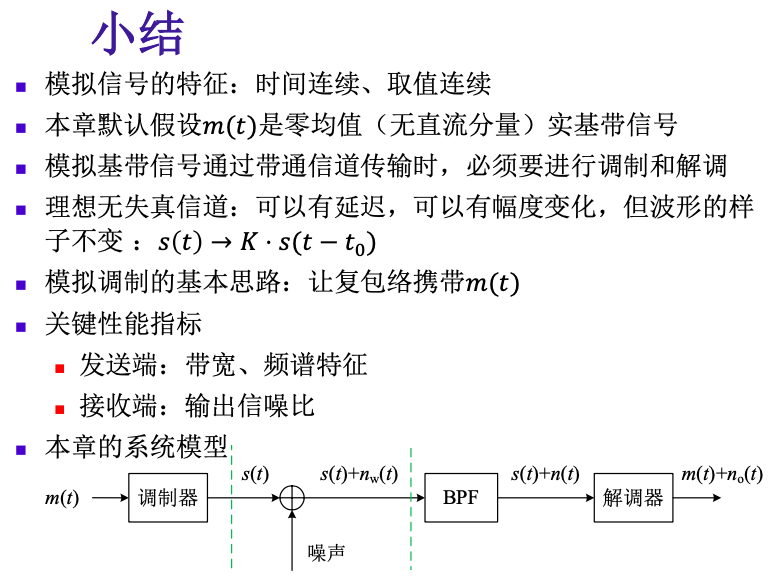 小结
模拟信号的特征：时间连续、取值连续
本章默认假设m(t)是零均值（无直流分量）实基带信号
模拟基带信号通过带通信道传输时，必须要进行调制和解调
理想无失真信道：可以有延迟，可以有幅度变化，但波形的样
子不变 ：s(t) → K · s(t − t₀)
模拟调制的基本思路：让复包络携带m(t)
关键性能指标
发送端：带宽、频谱特征
接收端：输出信噪比
本章的系统模型
m(t) 调制器 s(t) s(t)+n_w(t) BPF s(t)+n(t) 解调器 m(t)+n_o(t)
噪声